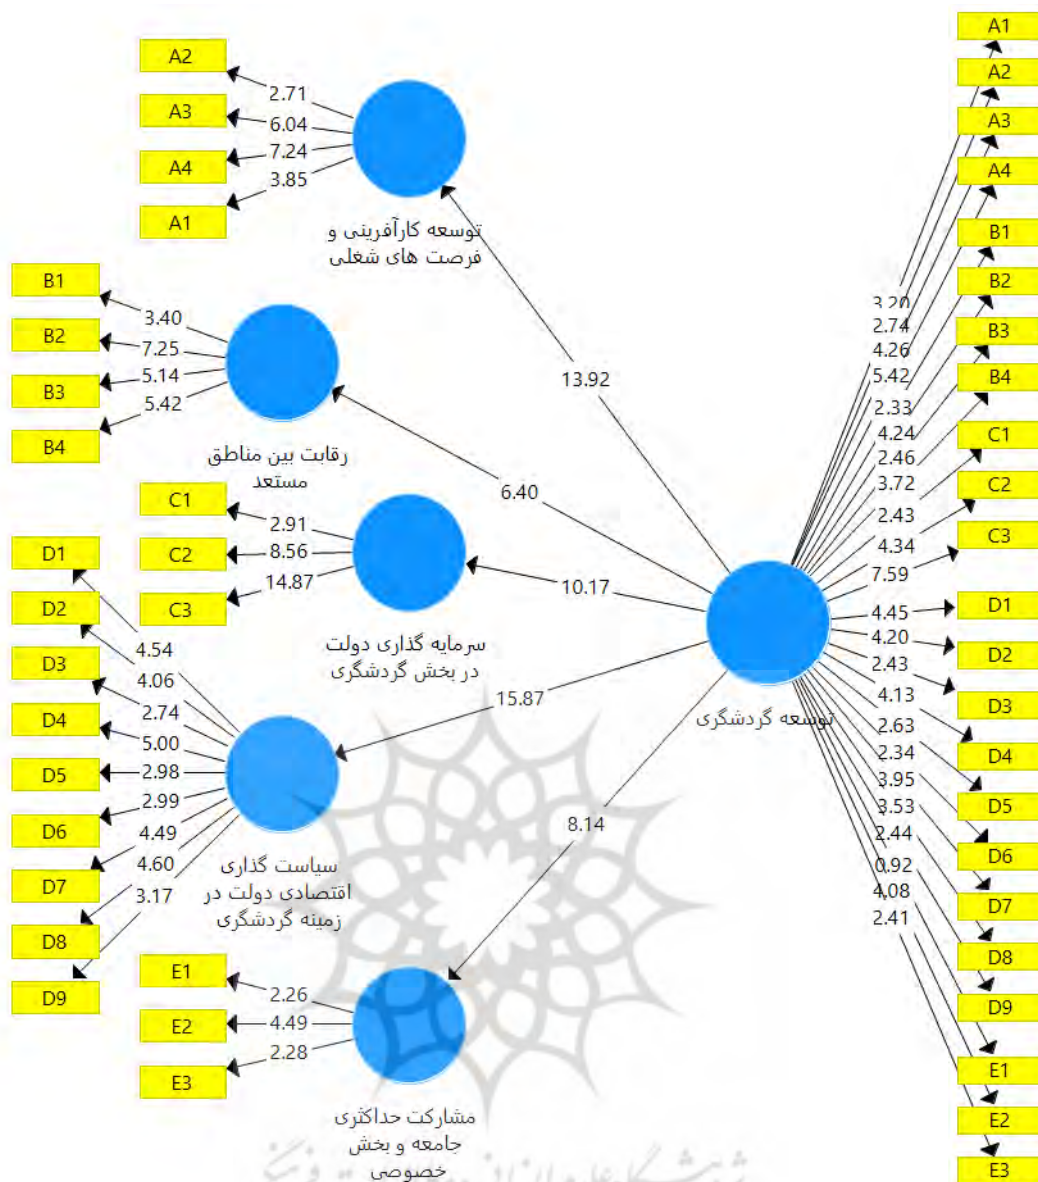 A2
A3
A4
A1
2.71
6.04
7.24
3.85
توسعه کارآفرینی و
فرصت های شغلی
B1
B2
B3
B4
3.40
7.25
5.14
5.42
رقابت بین مناطق
مستعد
C1
C2
C3
2.91
8.56
14.87
سرمایه گذاری دولت
در بخش گردشگری
D1
D2
D3
D4
D5
D6
D7
D8
D9
4.54
4.06
2.74
5.00
2.98
2.99
4.49
4.60
3.17
سیاست گذاری
اقتصادی دولت در
زمینه گردشگری
E1
E2
E3
2.26
4.49
2.28
مشارکت حداکثری
جامعه و بخش
خصوصی
13.92
6.40
10.17
15.87
8.14
توسعه گردشگری
3.20
2.74
4.26
5.42
2.33
4.24
2.46
3.72
2.43
4.34
7.59
4.45
4.20
2.43
4.13
2.63
2.34
3.95
3.53
2.44
0.92
4.08
2.41
A1
A2
A3
A4
B1
B2
B3
B4
C1
C2
C3
D1
D2
D3
D4
D5
D6
D7
D8
D9
E1
E2
E3